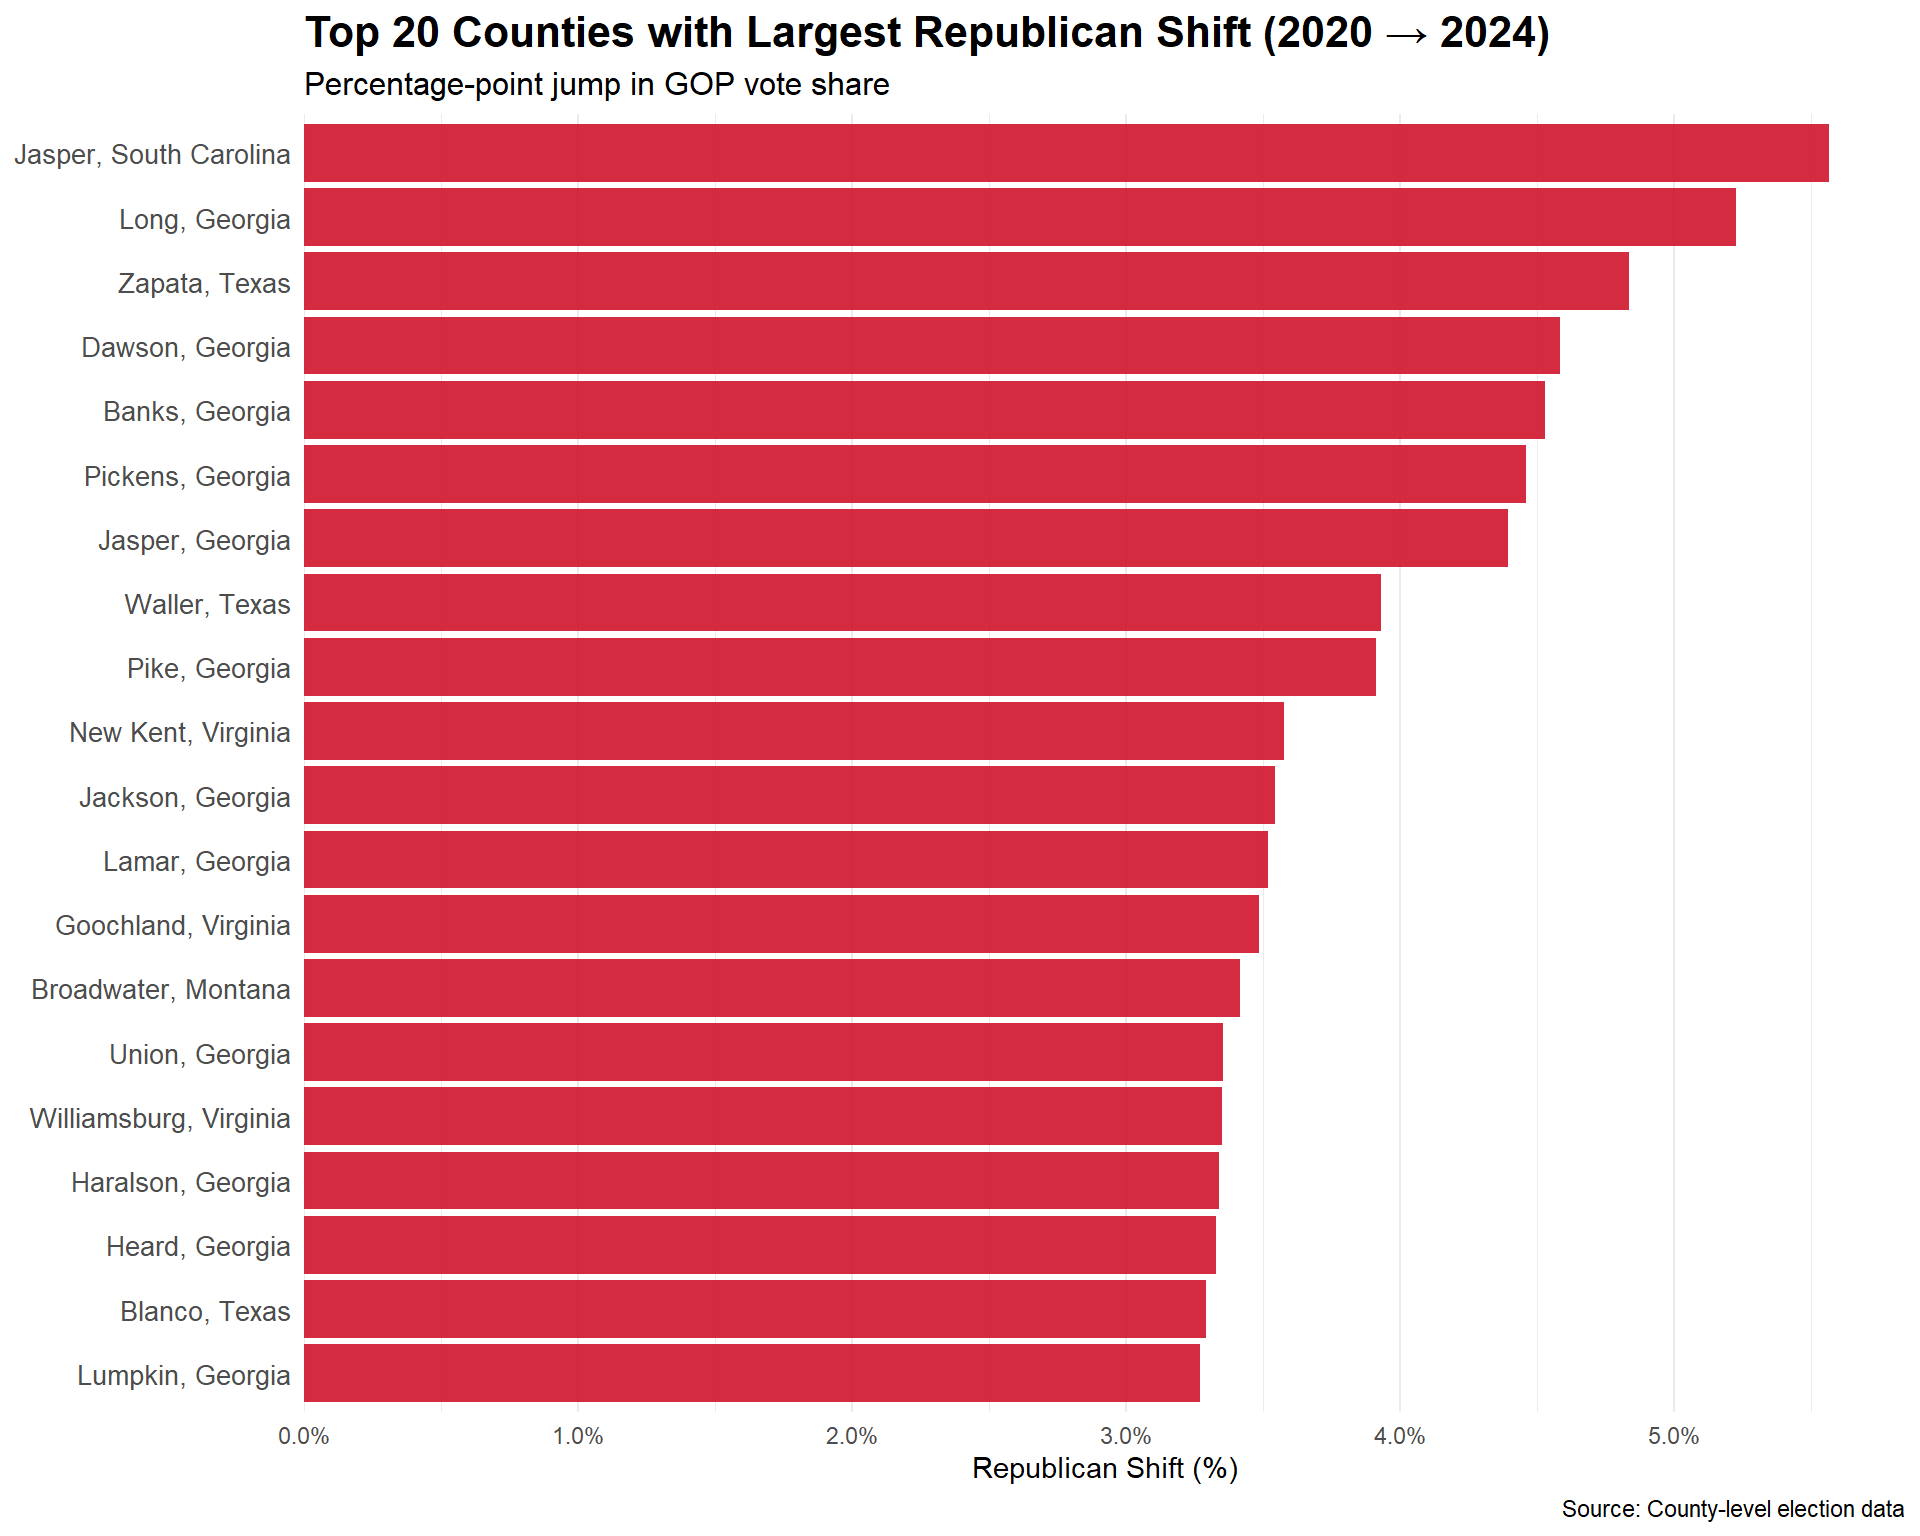 Top 20 Counties with Largest Republican Shift (2020 → 2024)
Percentage-point jump in GOP vote share
Jasper, South Carolina
Long, Georgia
Zapata, Texas
Dawson, Georgia
Banks, Georgia
Pickens, Georgia
Jasper, Georgia
Waller, Texas
Pike, Georgia
New Kent, Virginia
Jackson, Georgia
Lamar, Georgia
Goochland, Virginia
Broadwater, Montana
Union, Georgia
Williamsburg, Virginia
Haralson, Georgia
Heard, Georgia
Blanco, Texas
Lumpkin, Georgia
0.0% 1.0% 2.0% 3.0% 4.0% 5.0%
Republican Shift (%)
Source: County-level election data